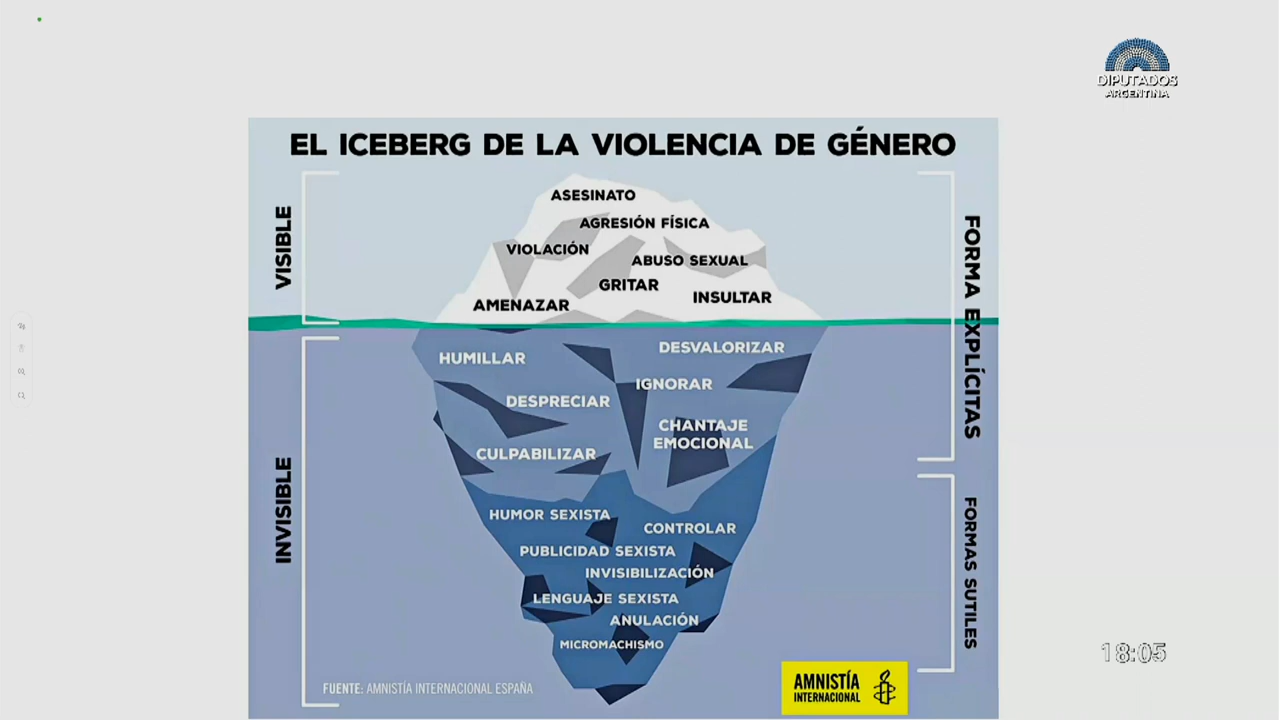 DIPUTADOS
ARGENTINA
EL ICEBERG DE LA VIOLENCIA DE GÉNERO
VISIBLE
ASESINATO
AGRESIÓN FÍSICA
VIOLACIÓN
ABUSO SEXUAL
GRITAR
AMENAZAR
INSULTAR
FORMA EXPLÍCITAS
INVISIBLE
HUMILLAR
DESVALORIZAR
IGNORAR
DESPRECIAR
CHANTAJE
EMOCIONAL
CULPABILIZAR
HUMOR SEXISTA
CONTROLAR
PUBLICIDAD SEXISTA
INVISIBILIZACIÓN
LENGUAJE SEXISTA
ANULACIÓN
MICROMACHISMO
FORMAS SUTILES
18:05
FUENTE: AMNISTÍA INTERNACIONAL ESPAÑA
AMNISTÍA
INTERNACIONAL